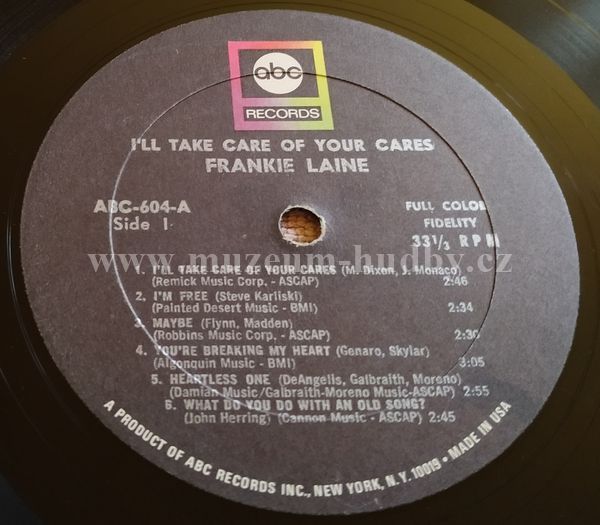 abc
RECORDS
I'LL TAKE CARE OF YOUR CARES
FRANKIE LAINE
ABC-604-A
Side 1
FULL COLOR
FIDELITY
33 1/3 RPM
www.muzeum-hudby.cz
1. I'LL TAKE CARE OF YOUR CARES (M. Dixon, J. Monaco)
(Remick Music Corp. - ASCAP) 2:46
2. I'M FREE (Steve Karliski)
(Painted Desert Music - BMI) 2:34
3. MAYBE (Flynn, Madden)
(Robbins Music Corp. - ASCAP) 2:30
4. YOU'RE BREAKING MY HEART (Genaro, Skylar)
(Algonquin Music - BMI) 3:05
5. HEARTLESS ONE (DeAngelis, Galbraith, Moreno)
(Damian Music/Galbraith-Moreno Music-ASCAP) 2:55
6. WHAT DO YOU DO WITH AN OLD SONG?
(John Herring) (Cannon Music - ASCAP) 2:45
A PRODUCT OF ABC RECORDS INC., NEW YORK, N.Y. 10019 • MADE IN USA